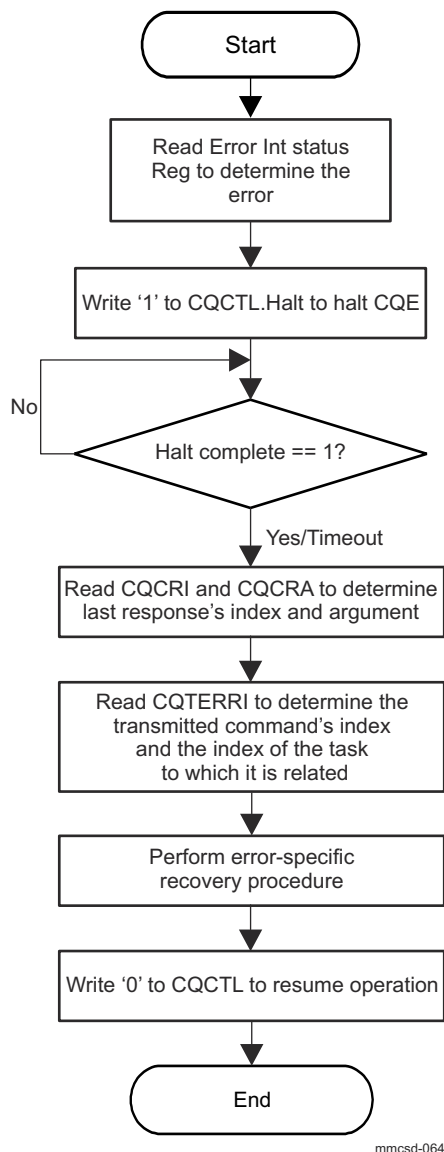 Start
Read Error Int status
Reg to determine the
error
Write ‘1’ to CQCTL.Halt to halt CQE
No
Halt complete == 1?
Yes/Timeout
Read CQCRI and CQCRA to determine
last response’s index and argument
Read CQTERRI to determine the
transmitted command’s index
and the index of the task
to which it is related
Perform error-specific
recovery procedure
Write ‘0’ to CQCTL to resume operation
End
mmcsd-064